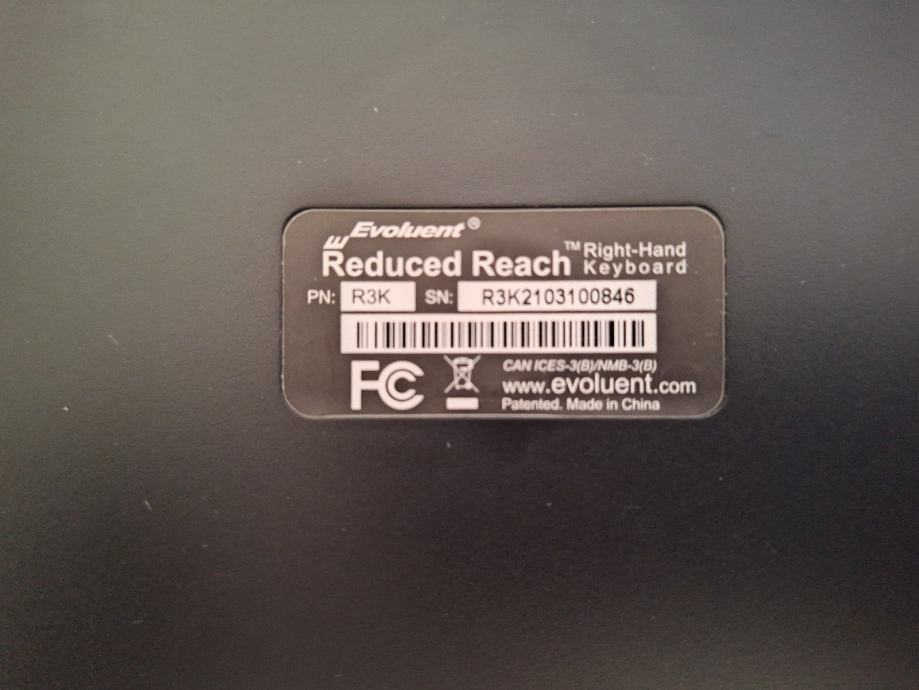 Evoluent®
Reduced Reach™ Right-Hand Keyboard
PN: R3K SN: R3K2103100846
FC
CAN ICES-3(B)/NMB-3(B)
www.evoluent.com
Patented. Made in China